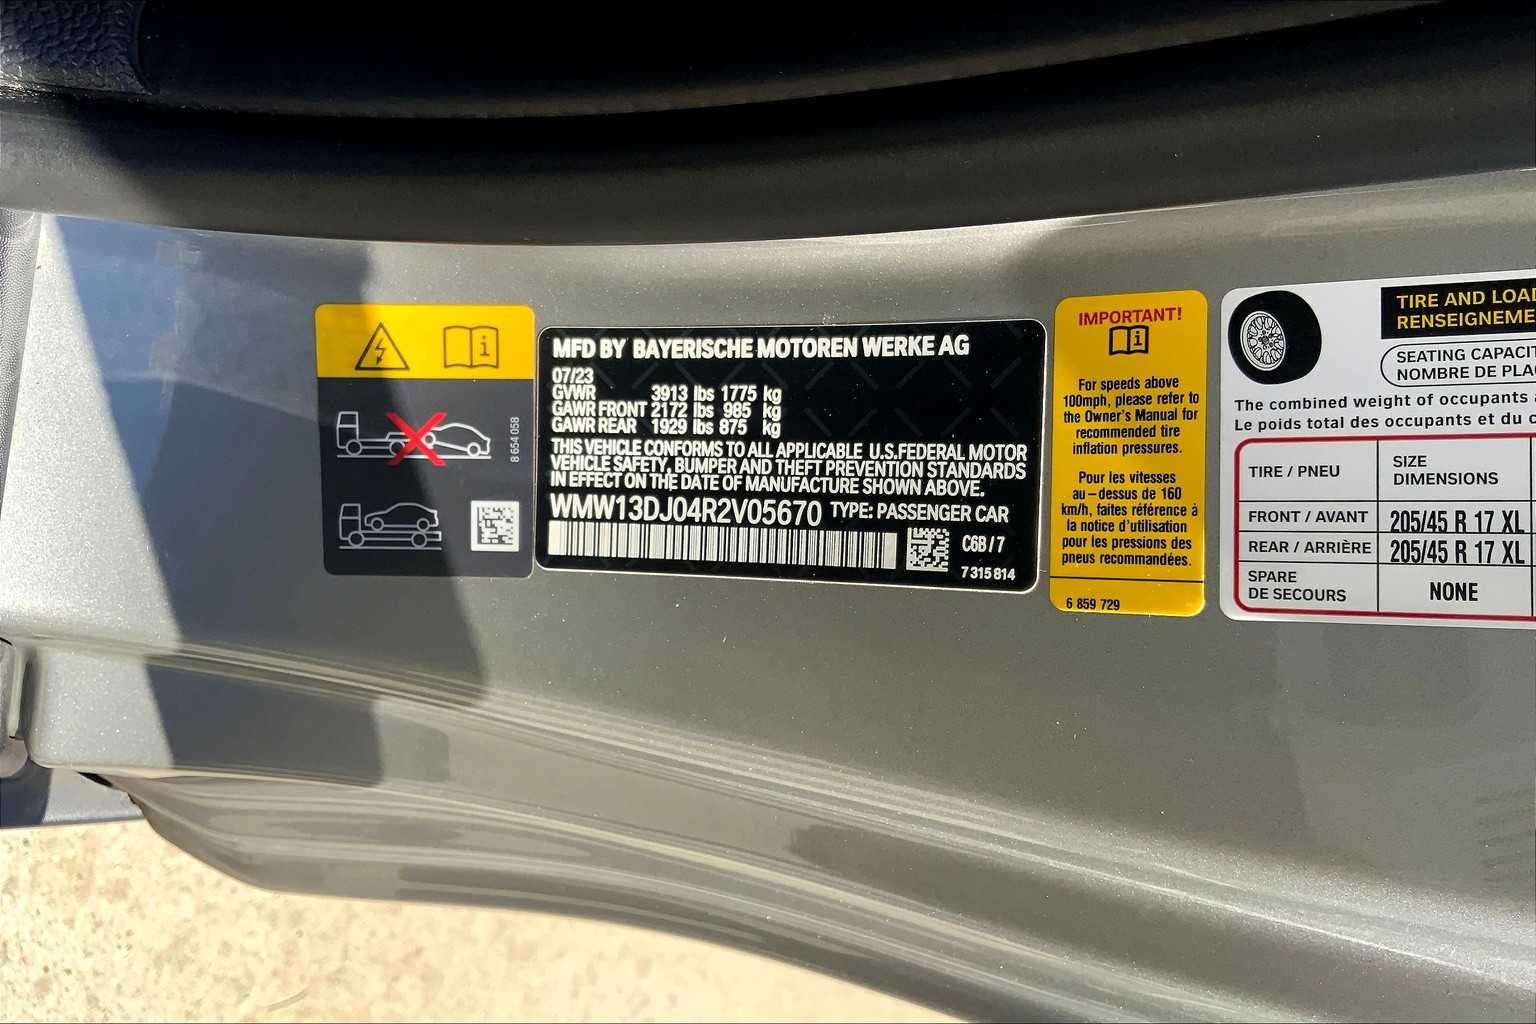 8 654 058
MFD BY BAYERISCHE MOTOREN WERKE AG
07/23
GVWR 3913 lbs 1775 kg
GAWR FRONT 2172 lbs 985 kg
GAWR REAR 1929 lbs 875 kg
THIS VEHICLE CONFORMS TO ALL APPLICABLE U.S.FEDERAL MOTOR
VEHICLE SAFETY, BUMPER AND THEFT PREVENTION STANDARDS
IN EFFECT ON THE DATE OF MANUFACTURE SHOWN ABOVE.
WMW13DJ04R2V05670 TYPE: PASSENGER CAR
C6B / 7
7 315 814
IMPORTANT!
For speeds above
100mph, please refer to
the Owner's Manual for
recommended tire
inflation pressures.
Pour les vitesses
au-dessus de 160
km/h, faites référence à
la notice d'utilisation
pour les pressions des
pneus recommandées.
6 859 729
TIRE AND LOA
RENSEIGNEME
SEATING CAPACIT
NOMBRE DE PLA
The combined weight of occupants
Le poids total des occupants et du
TIRE / PNEU
SIZE
DIMENSIONS
FRONT / AVANT 205/45 R 17 XL
REAR / ARRIÈRE 205/45 R 17 XL
SPARE
DE SECOURS
NONE